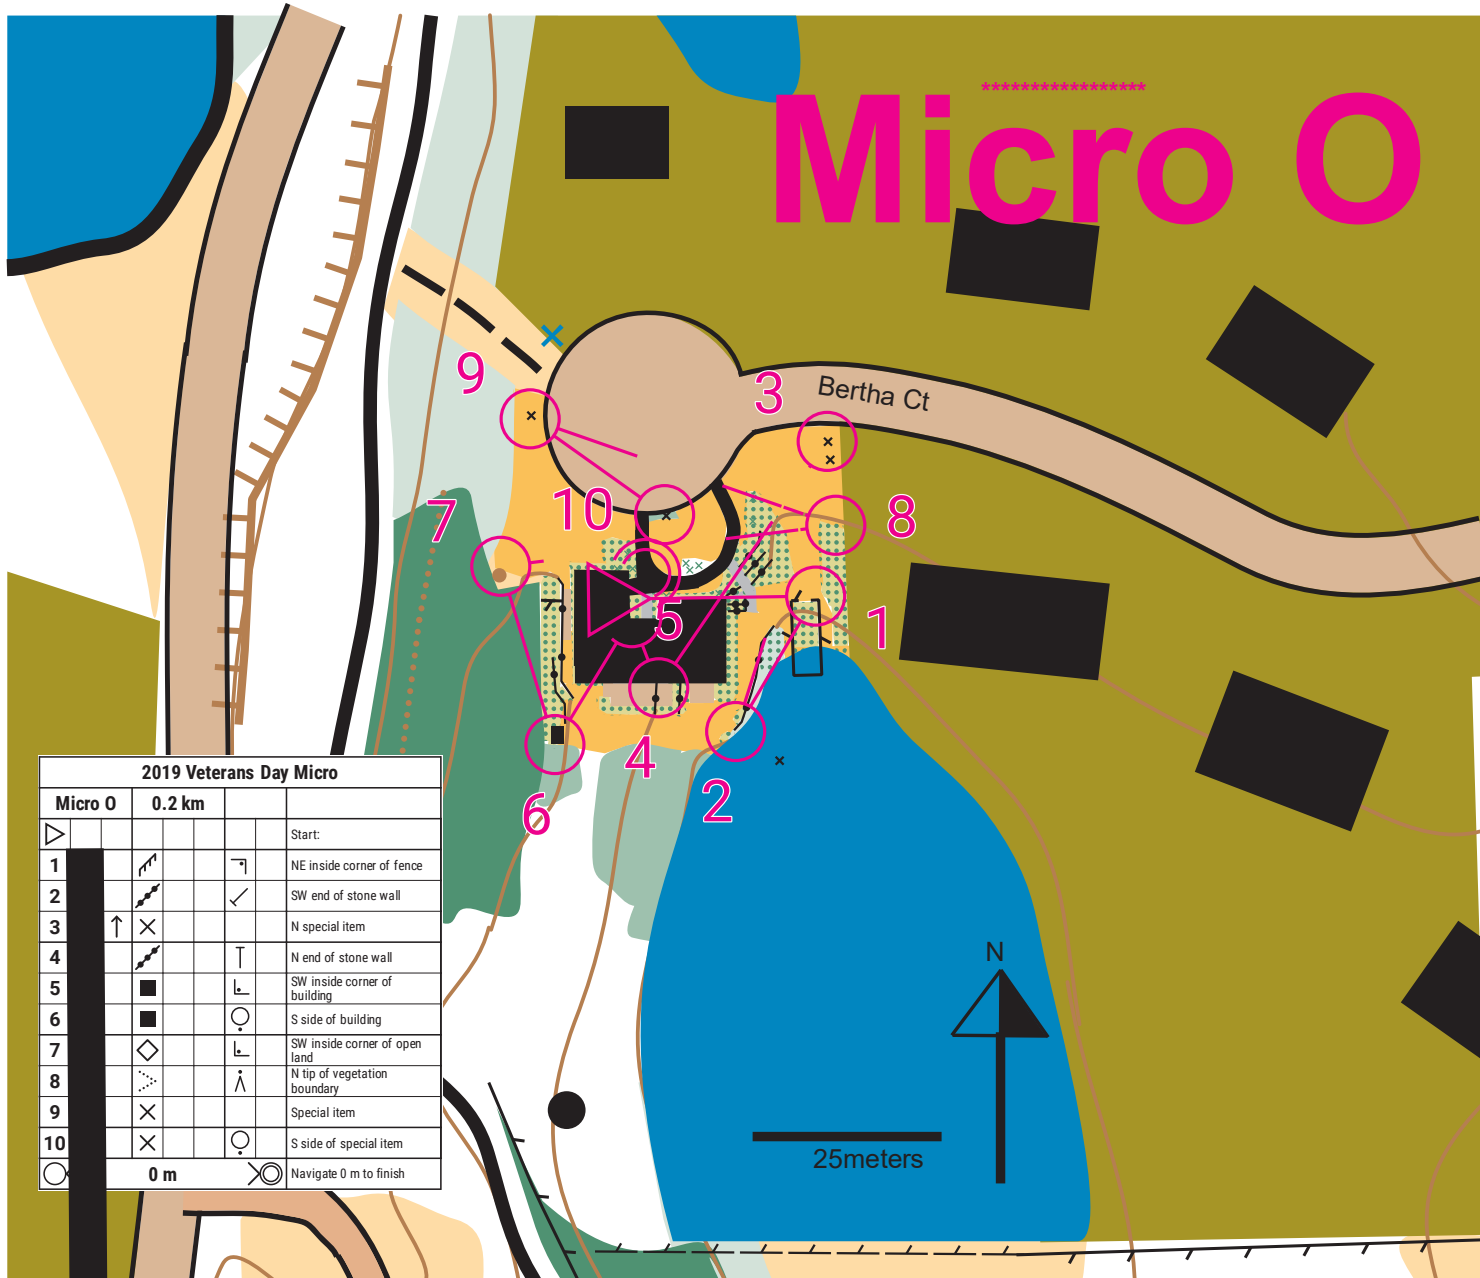 *****************
Micro O
Bertha Ct
9
3
10
7
8
5
1
4
2
6
2019 Veterans Day Micro
Micro O 0.2 km
Start:
1 NE inside corner of fence
2 SW end of stone wall
3 N special item
4 N end of stone wall
5 SW inside corner of
building
6 S side of building
7 SW inside corner of open
land
8 N tip of vegetation
boundary
9 Special item
10 S side of special item
0 m Navigate 0 m to finish
N
25meters